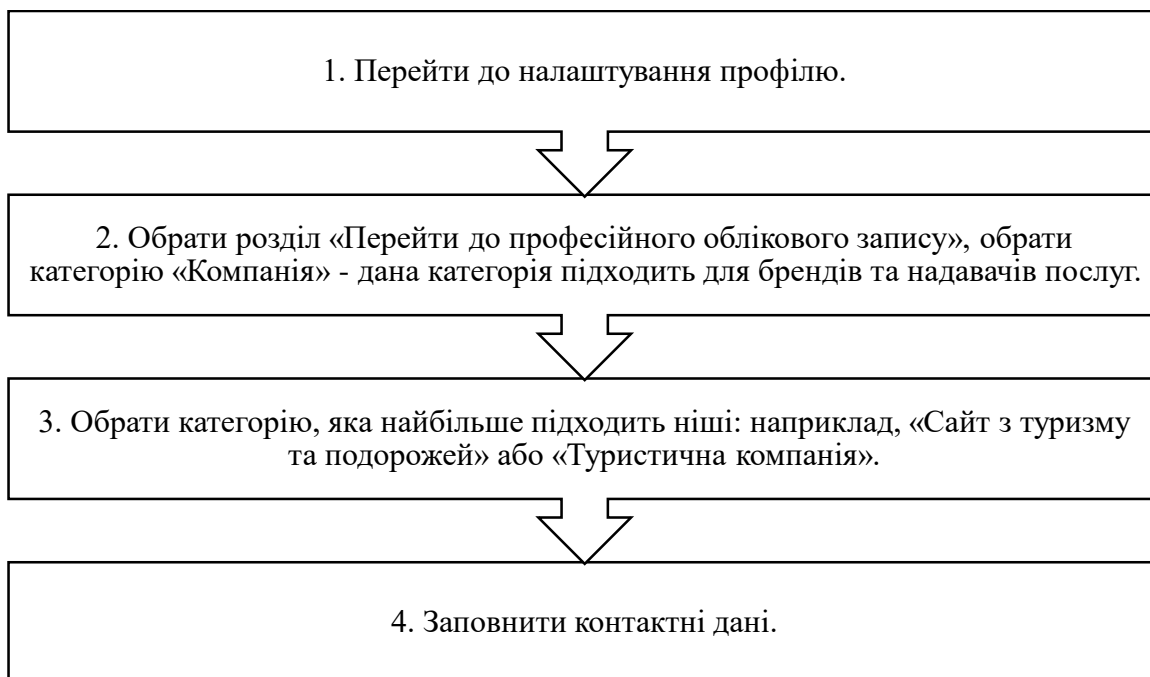 1. Перейти до налаштування профілю.
2. Обрати розділ «Перейти до професійного облікового запису», обрати
категорію «Компанія» - дана категорія підходить для брендів та надавачів послуг.
3. Обрати категорію, яка найбільше підходить ніші: наприклад, «Сайт з туризму
та подорожей» або «Туристична компанія».
4. Заповнити контактні дані.